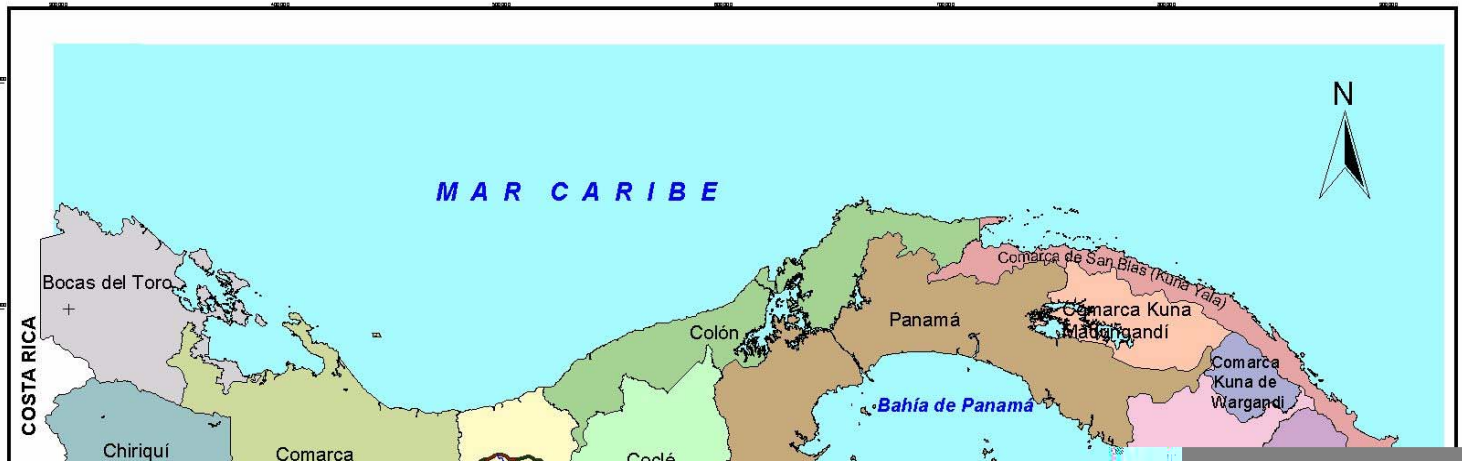 N
MAR CARIBE
Bocas del Toro
COSTA RICA
Comarca de San Blas (Kuna Yala)
Colón
Panamá
Comarca Kuna
Madungandí
Comarca
Kuna de
Wargandi
Bahía de Panamá
Chiriquí
Comarca
Coclé